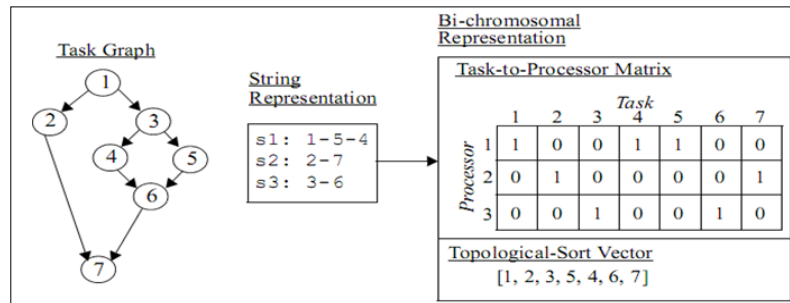 Task Graph
1
2
3
4
5
6
7
String
Representation
s1: 1-5-4
s2: 2-7
s3: 3-6
Bi-chromosomal
Representation
Task-to-Processor Matrix
Task
1 2 3 4 5 6 7
Processor
1 1 0 0 1 1 0 0
2 0 1 0 0 0 0 1
3 0 0 1 0 0 1 0
Topological-Sort Vector
[1, 2, 3, 5, 4, 6, 7]